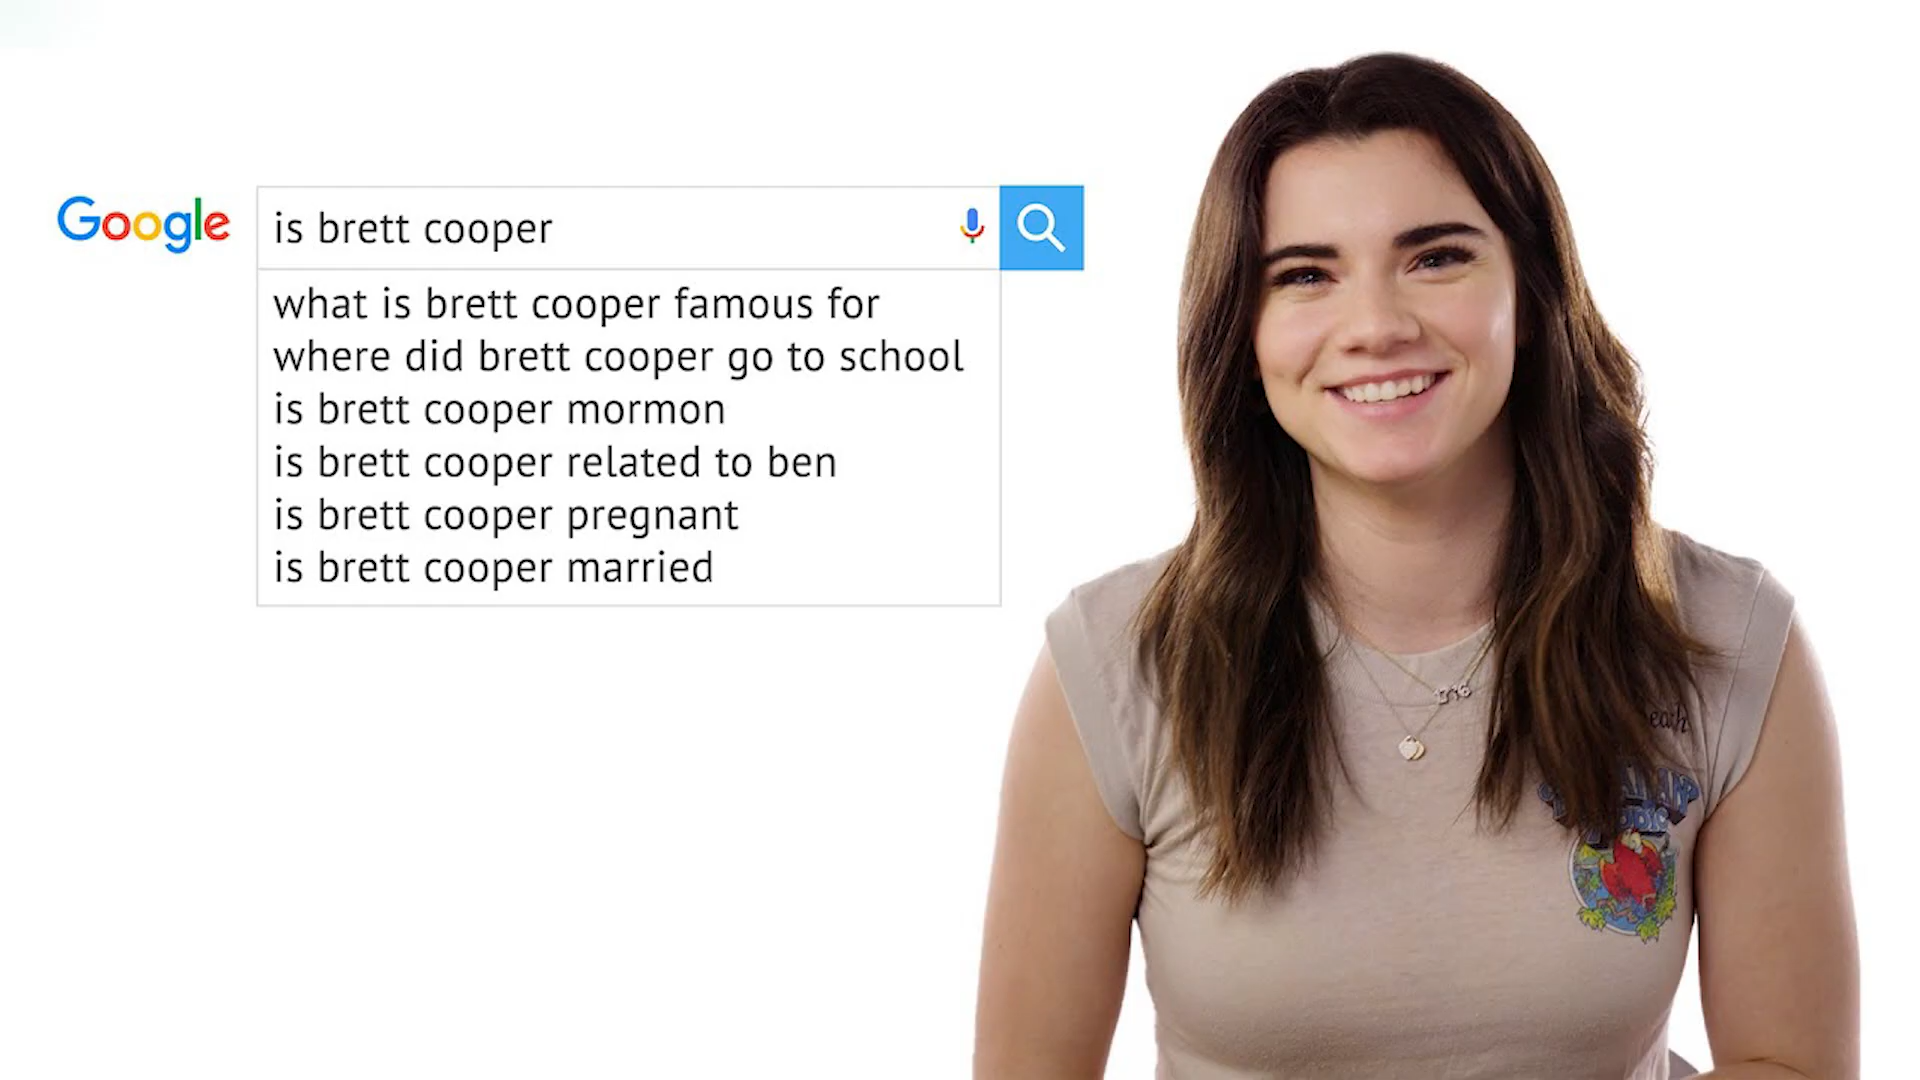 Google
is brett cooper
what is brett cooper famous for
where did brett cooper go to school
is brett cooper mormon
is brett cooper related to ben
is brett cooper pregnant
is brett cooper married
1776